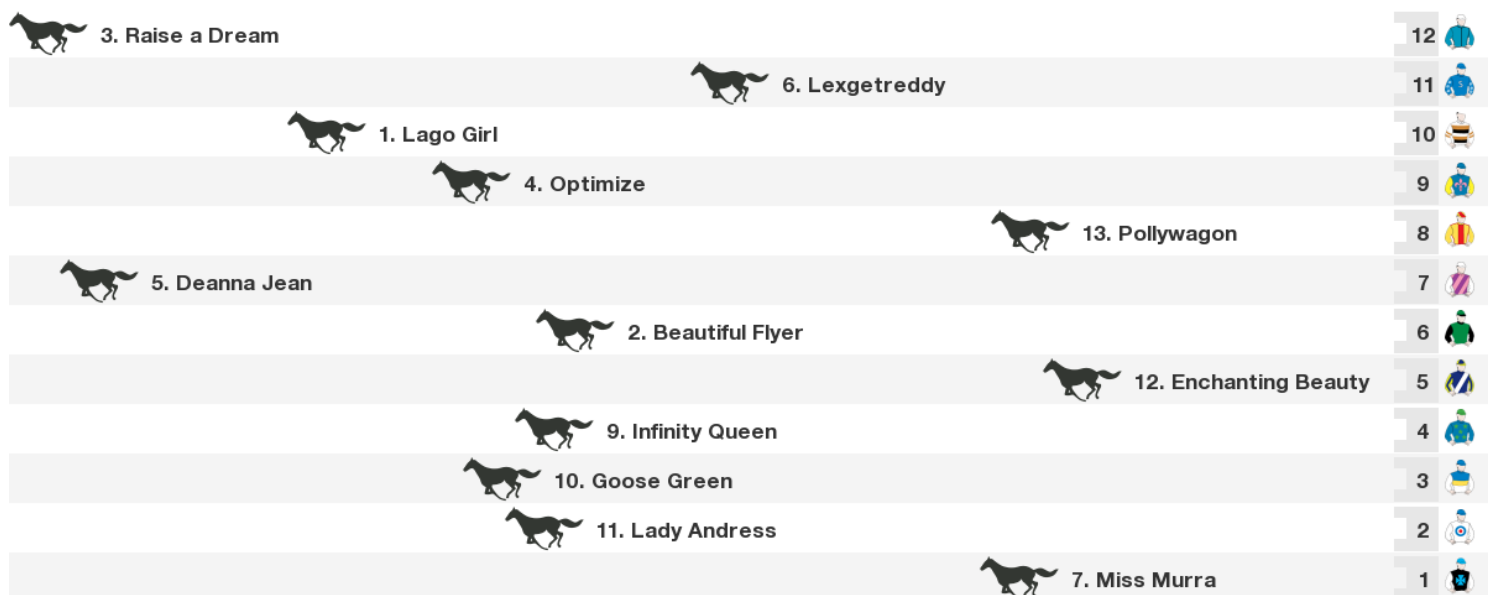 3. Raise a Dream 12
6. Lexgetreddy 11
1. Lago Girl 10
4. Optimize 9
13. Pollywagon 8
5. Deanna Jean 7
2. Beautiful Flyer 6
12. Enchanting Beauty 5
9. Infinity Queen 4
10. Goose Green 3
11. Lady Andress 2
7. Miss Murra 1